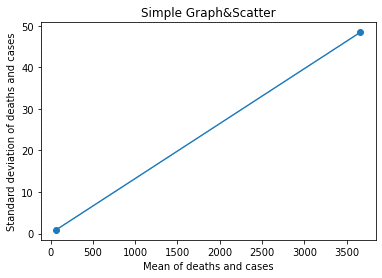 Simple Graph&Scatter
50
40
30
20
10
0
Standard deviation of deaths and cases
0 500 1000 1500 2000 2500 3000 3500
Mean of deaths and cases